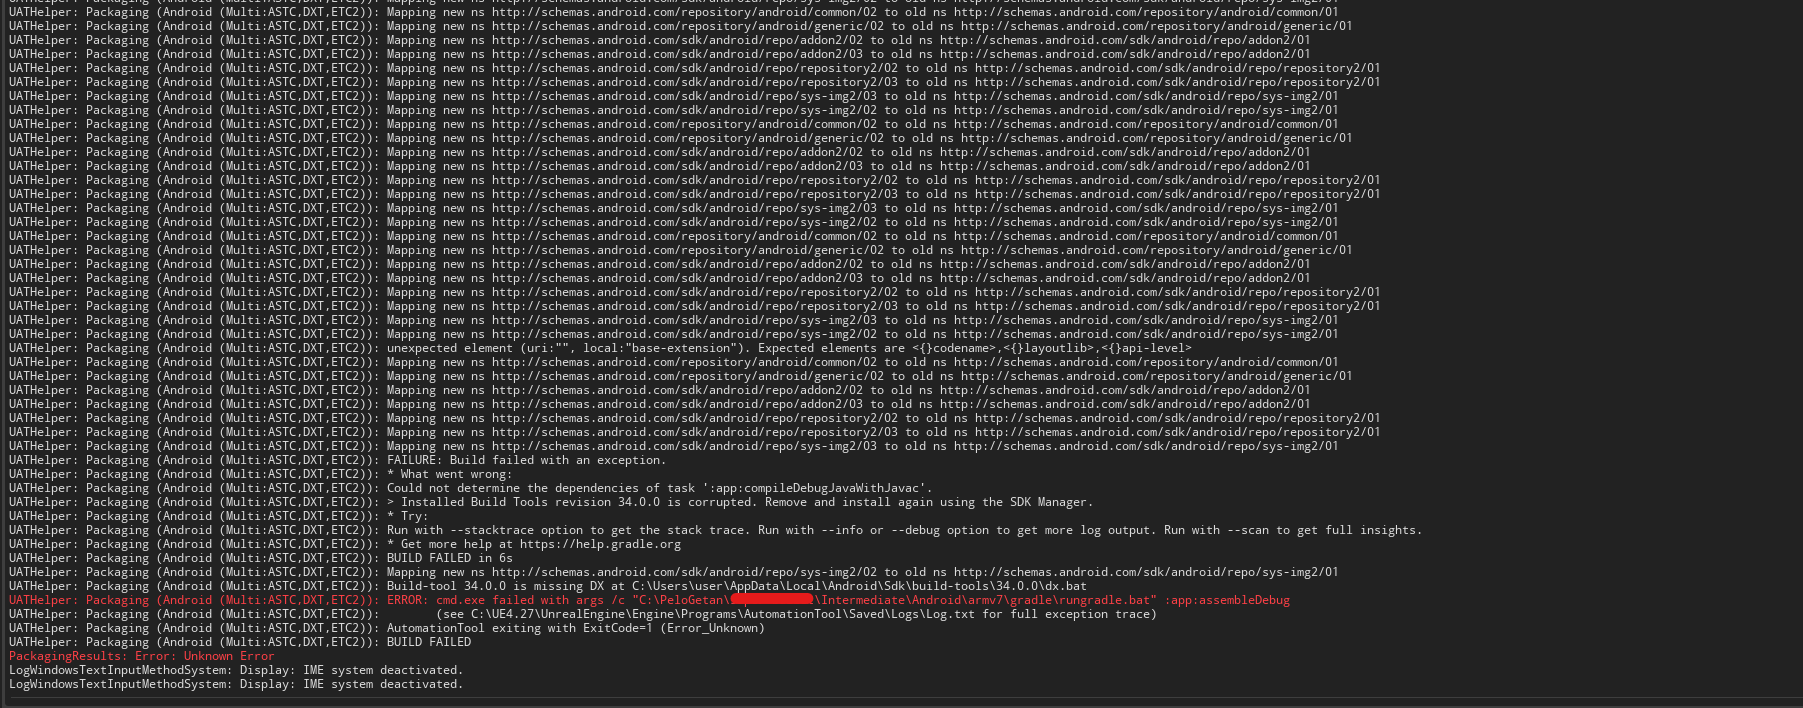 UATHelper: Packaging (Android (Multi:ASTC,DXT,ETC2)): Mapping new ns http://schemas.android.com/repository/android/common/02 to old ns http://schemas.android.com/repository/android/common/01
UATHelper: Packaging (Android (Multi:ASTC,DXT,ETC2)): Mapping new ns http://schemas.android.com/repository/android/generic/02 to old ns http://schemas.android.com/repository/android/generic/01
UATHelper: Packaging (Android (Multi:ASTC,DXT,ETC2)): Mapping new ns http://schemas.android.com/sdk/android/repo/addon2/02 to old ns http://schemas.android.com/sdk/android/repo/addon2/01
UATHelper: Packaging (Android (Multi:ASTC,DXT,ETC2)): Mapping new ns http://schemas.android.com/sdk/android/repo/addon2/03 to old ns http://schemas.android.com/sdk/android/repo/addon2/01
UATHelper: Packaging (Android (Multi:ASTC,DXT,ETC2)): Mapping new ns http://schemas.android.com/sdk/android/repo/repository2/02 to old ns http://schemas.android.com/sdk/android/repo/repository2/01
UATHelper: Packaging (Android (Multi:ASTC,DXT,ETC2)): Mapping new ns http://schemas.android.com/sdk/android/repo/repository2/03 to old ns http://schemas.android.com/sdk/android/repo/repository2/01
UATHelper: Packaging (Android (Multi:ASTC,DXT,ETC2)): Mapping new ns http://schemas.android.com/sdk/android/repo/sys-img2/03 to old ns http://schemas.android.com/sdk/android/repo/sys-img2/01
UATHelper: Packaging (Android (Multi:ASTC,DXT,ETC2)): Mapping new ns http://schemas.android.com/sdk/android/repo/sys-img2/02 to old ns http://schemas.android.com/sdk/android/repo/sys-img2/01
UATHelper: Packaging (Android (Multi:ASTC,DXT,ETC2)): Mapping new ns http://schemas.android.com/repository/android/common/02 to old ns http://schemas.android.com/repository/android/common/01
UATHelper: Packaging (Android (Multi:ASTC,DXT,ETC2)): Mapping new ns http://schemas.android.com/repository/android/generic/02 to old ns http://schemas.android.com/repository/android/generic/01
UATHelper: Packaging (Android (Multi:ASTC,DXT,ETC2)): Mapping new ns http://schemas.android.com/sdk/android/repo/addon2/02 to old ns http://schemas.android.com/sdk/android/repo/addon2/01
UATHelper: Packaging (Android (Multi:ASTC,DXT,ETC2)): Mapping new ns http://schemas.android.com/sdk/android/repo/addon2/03 to old ns http://schemas.android.com/sdk/android/repo/addon2/01
UATHelper: Packaging (Android (Multi:ASTC,DXT,ETC2)): Mapping new ns http://schemas.android.com/sdk/android/repo/repository2/02 to old ns http://schemas.android.com/sdk/android/repo/repository2/01
UATHelper: Packaging (Android (Multi:ASTC,DXT,ETC2)): Mapping new ns http://schemas.android.com/sdk/android/repo/repository2/03 to old ns http://schemas.android.com/sdk/android/repo/repository2/01
UATHelper: Packaging (Android (Multi:ASTC,DXT,ETC2)): Mapping new ns http://schemas.android.com/sdk/android/repo/sys-img2/03 to old ns http://schemas.android.com/sdk/android/repo/sys-img2/01
UATHelper: Packaging (Android (Multi:ASTC,DXT,ETC2)): Mapping new ns http://schemas.android.com/sdk/android/repo/sys-img2/02 to old ns http://schemas.android.com/sdk/android/repo/sys-img2/01
UATHelper: Packaging (Android (Multi:ASTC,DXT,ETC2)): Mapping new ns http://schemas.android.com/repository/android/common/02 to old ns http://schemas.android.com/repository/android/common/01
UATHelper: Packaging (Android (Multi:ASTC,DXT,ETC2)): Mapping new ns http://schemas.android.com/repository/android/generic/02 to old ns http://schemas.android.com/repository/android/generic/01
UATHelper: Packaging (Android (Multi:ASTC,DXT,ETC2)): Mapping new ns http://schemas.android.com/sdk/android/repo/addon2/02 to old ns http://schemas.android.com/sdk/android/repo/addon2/01
UATHelper: Packaging (Android (Multi:ASTC,DXT,ETC2)): Mapping new ns http://schemas.android.com/sdk/android/repo/addon2/03 to old ns http://schemas.android.com/sdk/android/repo/addon2/01
UATHelper: Packaging (Android (Multi:ASTC,DXT,ETC2)): Mapping new ns http://schemas.android.com/sdk/android/repo/repository2/02 to old ns http://schemas.android.com/sdk/android/repo/repository2/01
UATHelper: Packaging (Android (Multi:ASTC,DXT,ETC2)): Mapping new ns http://schemas.android.com/sdk/android/repo/repository2/03 to old ns http://schemas.android.com/sdk/android/repo/repository2/01
UATHelper: Packaging (Android (Multi:ASTC,DXT,ETC2)): Mapping new ns http://schemas.android.com/sdk/android/repo/sys-img2/03 to old ns http://schemas.android.com/sdk/android/repo/sys-img2/01
UATHelper: Packaging (Android (Multi:ASTC,DXT,ETC2)): Mapping new ns http://schemas.android.com/sdk/android/repo/sys-img2/02 to old ns http://schemas.android.com/sdk/android/repo/sys-img2/01
UATHelper: Packaging (Android (Multi:ASTC,DXT,ETC2)): unexpected element (uri:"", local:"base-extension"). Expected elements are <{}codename>,<{}layoutlib>,<{}api-level>
UATHelper: Packaging (Android (Multi:ASTC,DXT,ETC2)): Mapping new ns http://schemas.android.com/repository/android/common/02 to old ns http://schemas.android.com/repository/android/common/01
UATHelper: Packaging (Android (Multi:ASTC,DXT,ETC2)): Mapping new ns http://schemas.android.com/repository/android/generic/02 to old ns http://schemas.android.com/repository/android/generic/01
UATHelper: Packaging (Android (Multi:ASTC,DXT,ETC2)): Mapping new ns http://schemas.android.com/sdk/android/repo/addon2/02 to old ns http://schemas.android.com/sdk/android/repo/addon2/01
UATHelper: Packaging (Android (Multi:ASTC,DXT,ETC2)): Mapping new ns http://schemas.android.com/sdk/android/repo/addon2/03 to old ns http://schemas.android.com/sdk/android/repo/addon2/01
UATHelper: Packaging (Android (Multi:ASTC,DXT,ETC2)): Mapping new ns http://schemas.android.com/sdk/android/repo/repository2/02 to old ns http://schemas.android.com/sdk/android/repo/repository2/01
UATHelper: Packaging (Android (Multi:ASTC,DXT,ETC2)): Mapping new ns http://schemas.android.com/sdk/android/repo/repository2/03 to old ns http://schemas.android.com/sdk/android/repo/repository2/01
UATHelper: Packaging (Android (Multi:ASTC,DXT,ETC2)): Mapping new ns http://schemas.android.com/sdk/android/repo/sys-img2/03 to old ns http://schemas.android.com/sdk/android/repo/sys-img2/01
UATHelper: Packaging (Android (Multi:ASTC,DXT,ETC2)): FAILURE: Build failed with an exception.
UATHelper: Packaging (Android (Multi:ASTC,DXT,ETC2)): * What went wrong:
UATHelper: Packaging (Android (Multi:ASTC,DXT,ETC2)): Could not determine the dependencies of task ':app:compileDebugJavaWithJavac'.
UATHelper: Packaging (Android (Multi:ASTC,DXT,ETC2)): > Installed Build Tools revision 34.0.0 is corrupted. Remove and install again using the SDK Manager.
UATHelper: Packaging (Android (Multi:ASTC,DXT,ETC2)): * Try:
UATHelper: Packaging (Android (Multi:ASTC,DXT,ETC2)): Run with --stacktrace option to get the stack trace. Run with --info or --debug option to get more log output. Run with --scan to get full insights.
UATHelper: Packaging (Android (Multi:ASTC,DXT,ETC2)): * Get more help at https://help.gradle.org
UATHelper: Packaging (Android (Multi:ASTC,DXT,ETC2)): BUILD FAILED in 6s
UATHelper: Packaging (Android (Multi:ASTC,DXT,ETC2)): Mapping new ns http://schemas.android.com/sdk/android/repo/sys-img2/02 to old ns http://schemas.android.com/sdk/android/repo/sys-img2/01
UATHelper: Packaging (Android (Multi:ASTC,DXT,ETC2)): Build-tool 34.0.0 is missing DX at C:\Users\user\AppData\Local\Android\Sdk\build-tools\34.0.0\dx.bat
UATHelper: Packaging (Android (Multi:ASTC,DXT,ETC2)): ERROR: cmd.exe failed with args /c "C:\PeloGetan\ \Intermediate\Android\armv7\gradle\rungradle.bat" :app:assembleDebug
UATHelper: Packaging (Android (Multi:ASTC,DXT,ETC2)): (see C:\UE4.27\UnrealEngine\Engine\Programs\AutomationTool\Saved\Logs\Log.txt for full exception trace)
UATHelper: Packaging (Android (Multi:ASTC,DXT,ETC2)): AutomationTool exiting with ExitCode=1 (Error_Unknown)
UATHelper: Packaging (Android (Multi:ASTC,DXT,ETC2)): BUILD FAILED
PackagingResults: Error: Unknown Error
LogWindowsTextInputMethodSystem: Display: IME system deactivated.
LogWindowsTextInputMethodSystem: Display: IME system deactivated.